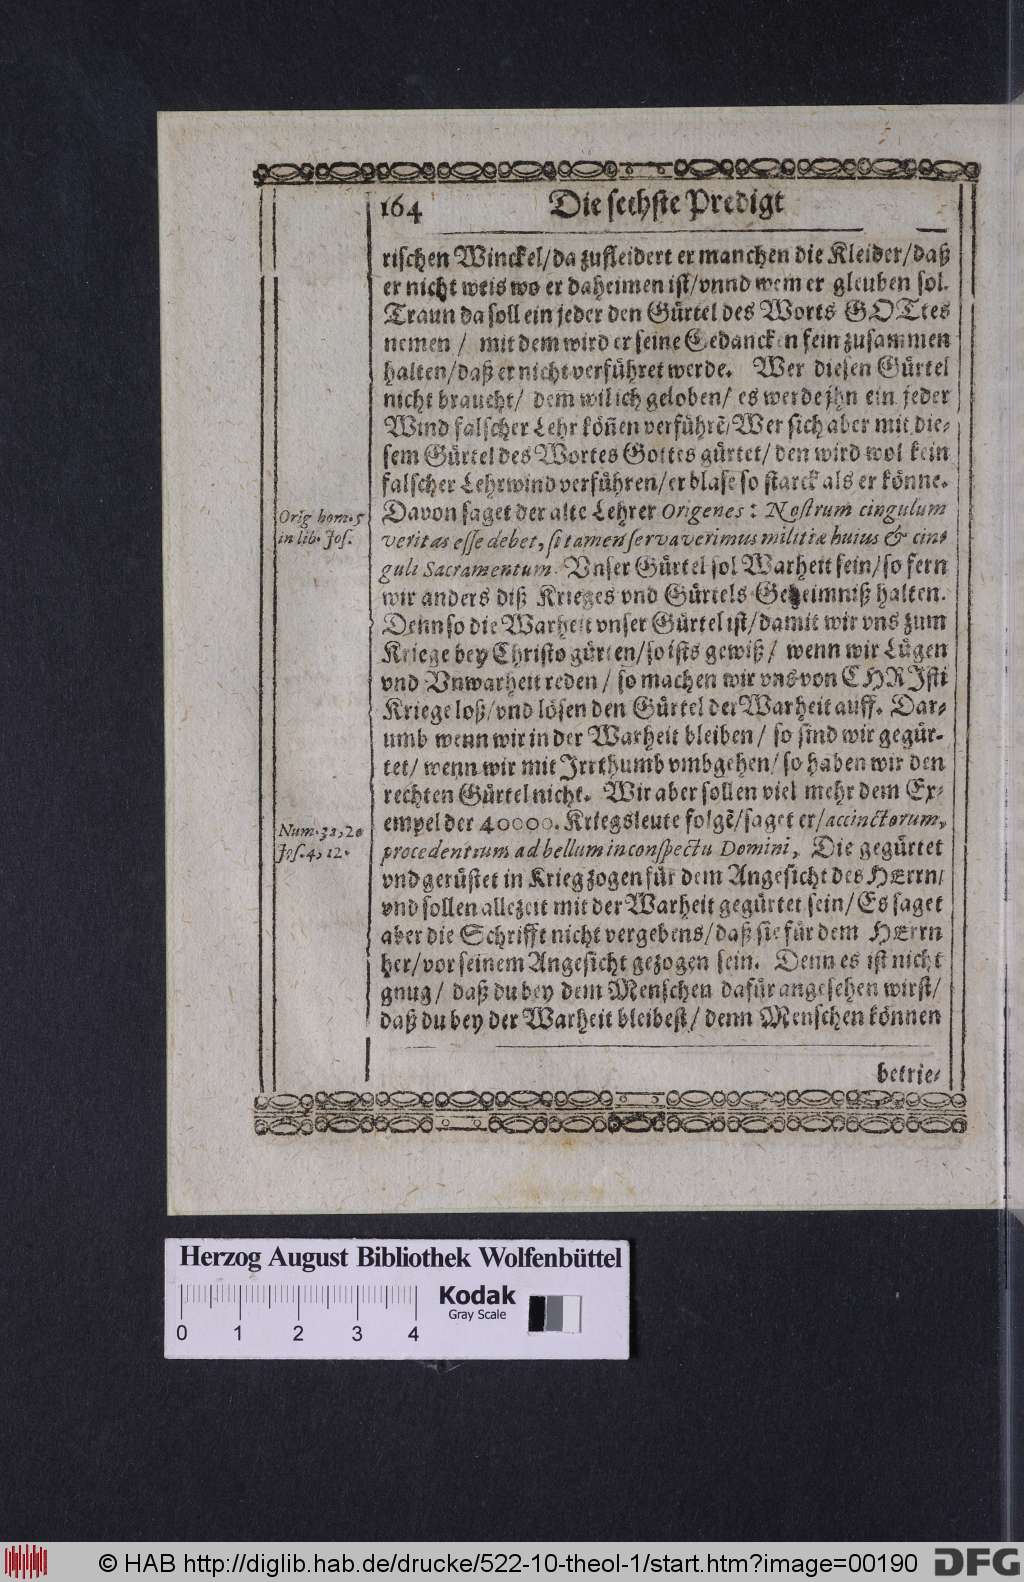 164 Die sechste Predigt
rischen Winckel/da zufleidert er manchen die Kleider/daß
er nicht weis wo er daheimen ist/vnnd wem er gleuben sol.
Traun da soll ein jeder den Gürtel des Worts GOTtes
nemen / mit dem wird er seine Gedancken fein zusammen
halten/daß er nicht verführet werde. Wer diesen Gürtel
nicht braucht/ dem wil ich geloben/ es werde jhn ein jeder
Wind falscher Lehr köñen verführẽ/Wer sich aber mit die-
sem Gürtel des Wortes Gottes gürtet/ den wird wol kein
falscher Lehrwind verführen/er blase so starck als er könne.
Orig hom. 5
in lib. Jos.
Davon saget der alte Lehrer Origenes: Nostrum cingulum
veritas esse debet, si tamen servaverimus militiæ huius & cin-
guli Sacramentum. Vnser Gürtel sol Warheit sein/so fern
wir anders diß Krieges vnd Gürtels Geheimniß halten.
Denn so die Warheit vnser Gürtel ist/damit wir vns zum
Kriege bey Christo gürten/so ists gewiß/ wenn wir Lügen
vnd Vnwarheit reden/ so machen wir vns von CHRJsti
Kriege loß/vnd lösen den Gürtel der Warheit auff. Dar-
umb wenn wir in der Warheit bleiben/ so sind wir gegür-
tet/ wenn wir mit Jrrthumb vmbgehen/ so haben wir den
rechten Gürtel nicht. Wir aber sollen viel mehr dem Ex-
Num. 32, 20
Jos. 4, 12.
empel der 40000. Kriegsleute folgẽ/saget er/accinctorum,
procedentium ad bellum in conspectu Domini, Die gegürtet
vnd gerüstet in Krieg zogen für dem Angesicht des HErrn/
vnd sollen allezeit mit der Warheit gegürtet sein/ Es saget
aber die Schrifft nicht vergebens/daß sie für dem HErrn
her/vor seinem Angesicht gezogen sein. Denn es ist nicht
gnug/ daß du bey dem Menschen dafür angesehen wirst/
daß du bey der Warheit bleibest/ denn Menschen können
betrie-
Herzog August Bibliothek Wolfenbüttel
Kodak
Gray Scale
0 1 2 3 4
© HAB http://diglib.hab.de/drucke/522-10-theol-1/start.htm?image=00190 DFG